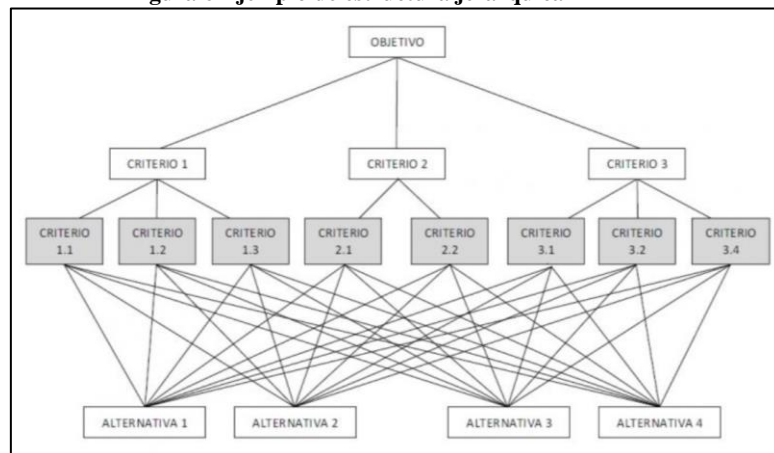 OBJETIVO
CRITERIO 1
CRITERIO 2
CRITERIO 3
CRITERIO
1.1
CRITERIO
1.2
CRITERIO
1.3
CRITERIO
2.1
CRITERIO
2.2
CRITERIO
3.1
CRITERIO
3.2
CRITERIO
3.4
ALTERNATIVA 1
ALTERNATIVA 2
ALTERNATIVA 3
ALTERNATIVA 4